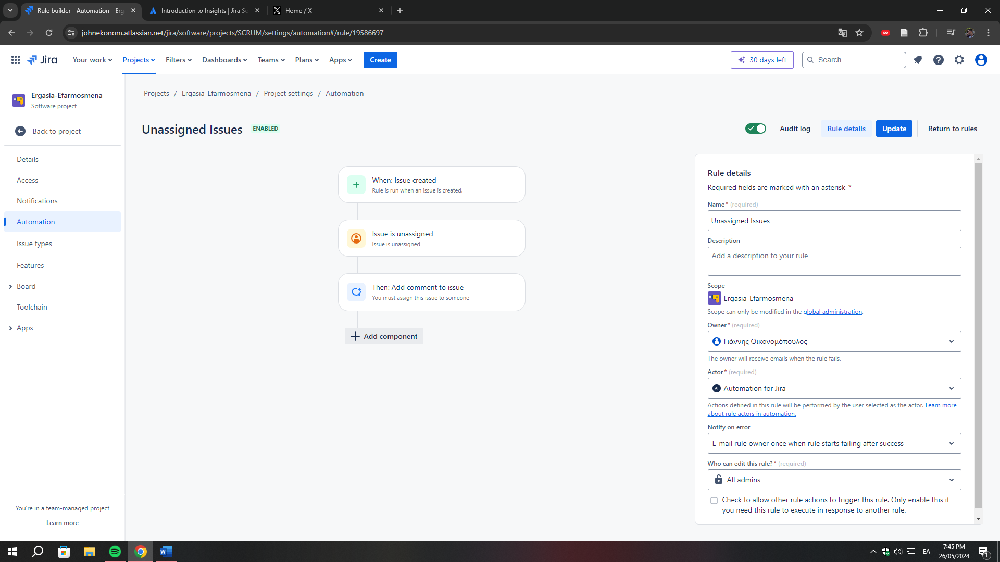 Rule builder - Automation - Erg
Introduction to Insights | Jira So
Home / X
johnekonom.atlassian.net/jira/software/projects/SCRUM/settings/automation#/rule/19586697
Jira
Your work
Projects
Filters
Dashboards
Teams
Plans
Apps
Create
30 days left
Search
Ergasia-Efarmosmena
Software project
Back to project
Details
Access
Notifications
Automation
Issue types
Features
Board
Toolchain
Apps
You're in a team-managed project
Learn more
Projects / Ergasia-Efarmosmena / Project settings / Automation
Unassigned Issues ENABLED
Audit log
Rule details
Update
Return to rules
When: Issue created
Rule is run when an issue is created.
Issue is unassigned
Issue is unassigned
Then: Add comment to issue
You must assign this issue to someone
Add component
Rule details
Required fields are marked with an asterisk *
Name* (required)
Unassigned Issues
Description
Add a description to your rule
Scope
Ergasia-Efarmosmena
Scope can only be modified in the global administration.
Owner* (required)
Γιάννης Οικονομόπουλος
The owner will receive emails when the rule fails.
Actor* (required)
AJ Automation for Jira
Actions defined in this rule will be performed by the user selected as the actor. Learn more
about rule actors in automation.
Notify on error
E-mail rule owner once when rule starts failing after success
Who can edit this rule?* (required)
All admins
Check to allow other rule actions to trigger this rule. Only enable this if
you need this rule to execute in response to another rule.
ΕΛ
7:45 PM
26/05/2024
1